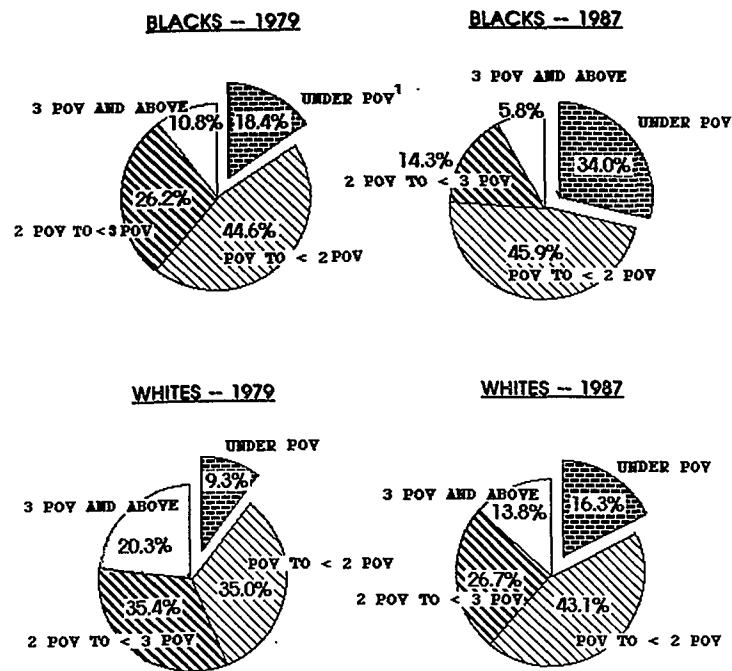 BLACKS -- 1979
3 POV AND ABOVE
10.8%
UNDER POV¹
18.4%
26.2%
2 POV TO < 3 POV
44.6%
POV TO < 2 POV
BLACKS -- 1987
3 POV AND ABOVE
5.8%
UNDER POV
34.0%
14.3%
2 POV TO < 3 POV
45.9%
POV TO < 2 POV
WHITES -- 1979
UNDER POV
9.3%
3 POV AND ABOVE
20.3%
POV TO < 2 POV
35.0%
35.4%
2 POV TO < 3 POV
WHITES -- 1987
UNDER POV
16.3%
3 POV AND ABOVE
13.8%
26.7%
2 POV TO < 3 POV
43.1%
POV TO < 2 POV